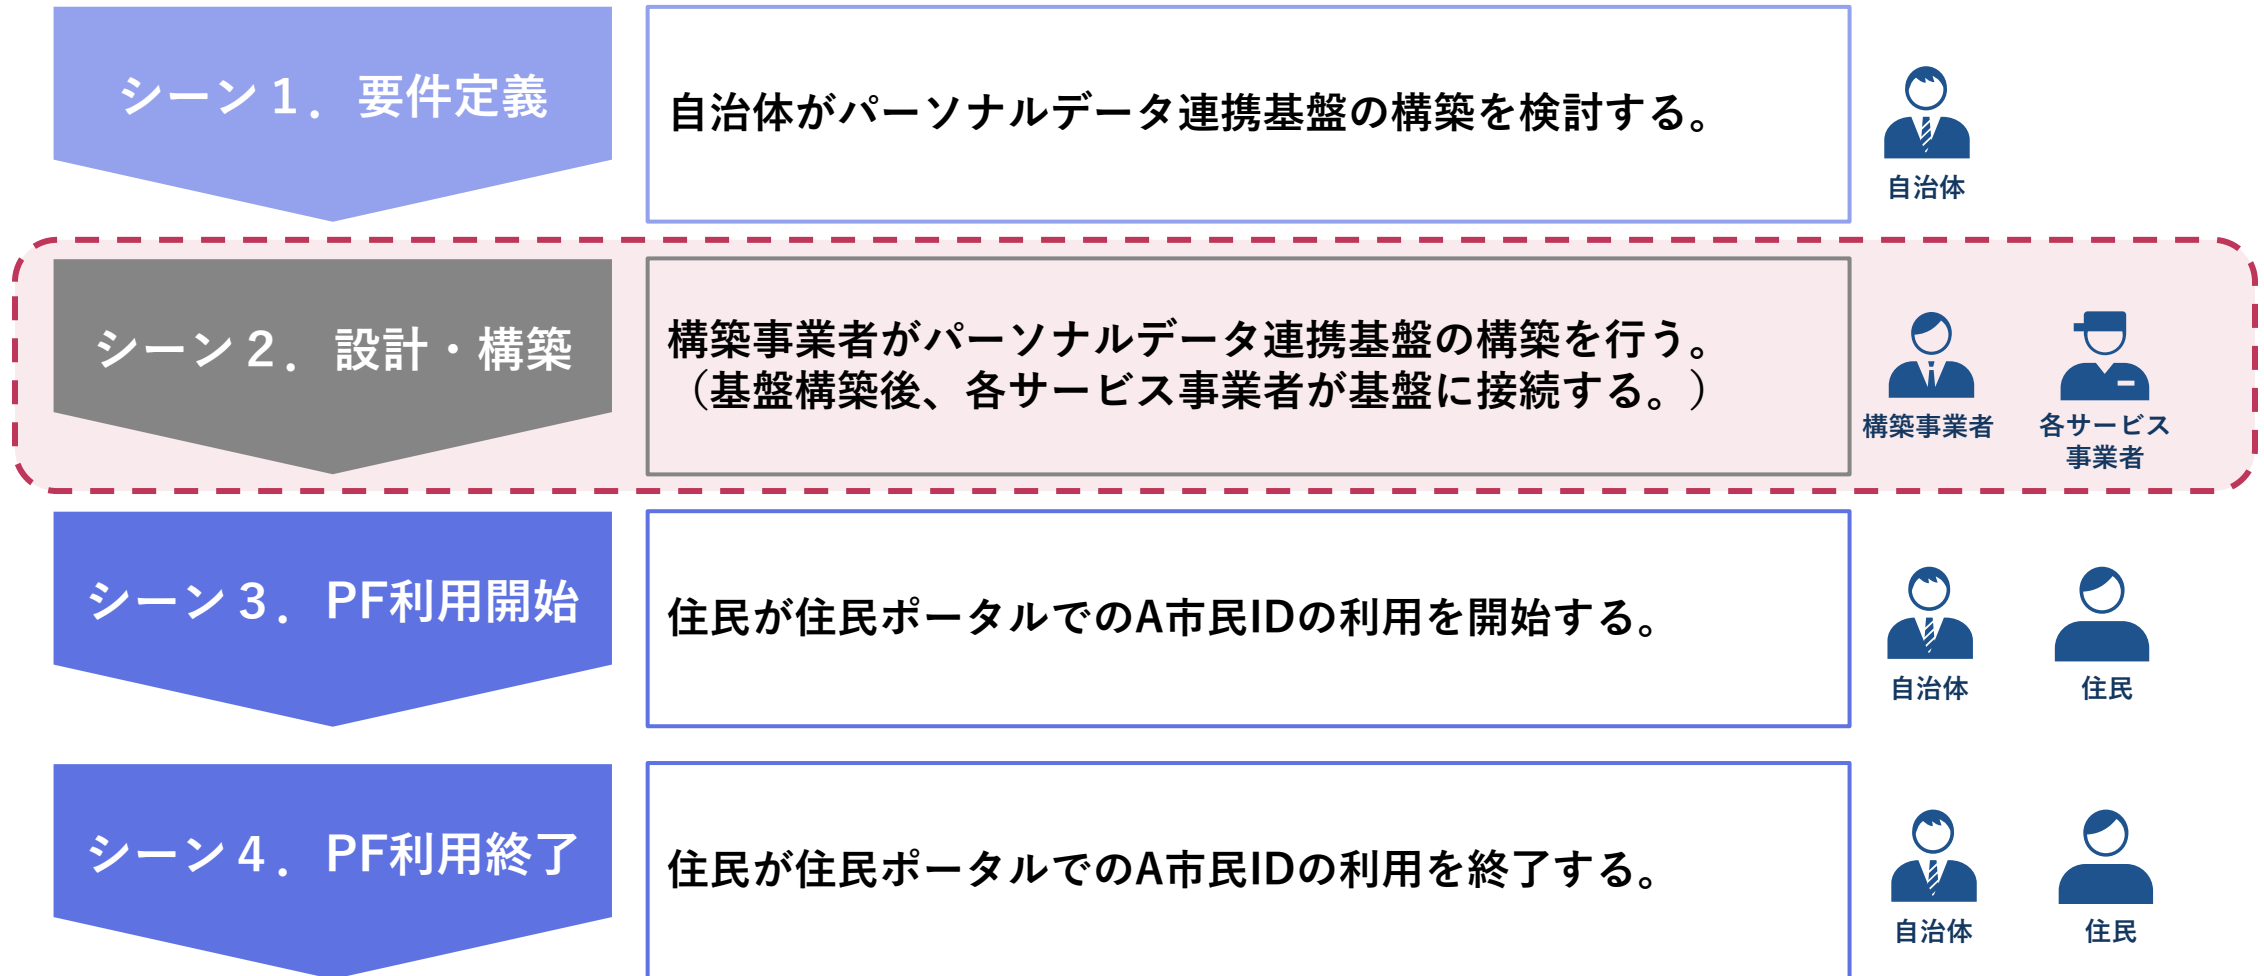 シーン１．要件定義
自治体がパーソナルデータ連携基盤の構築を検討する。
自治体
シーン２．設計・構築
構築事業者がパーソナルデータ連携基盤の構築を行う。
（基盤構築後、各サービス事業者が基盤に接続する。）
構築事業者
各サービス
事業者
シーン３．PF利用開始
住民が住民ポータルでのA市民IDの利用を開始する。
自治体
住民
シーン４．PF利用終了
住民が住民ポータルでのA市民IDの利用を終了する。
自治体
住民